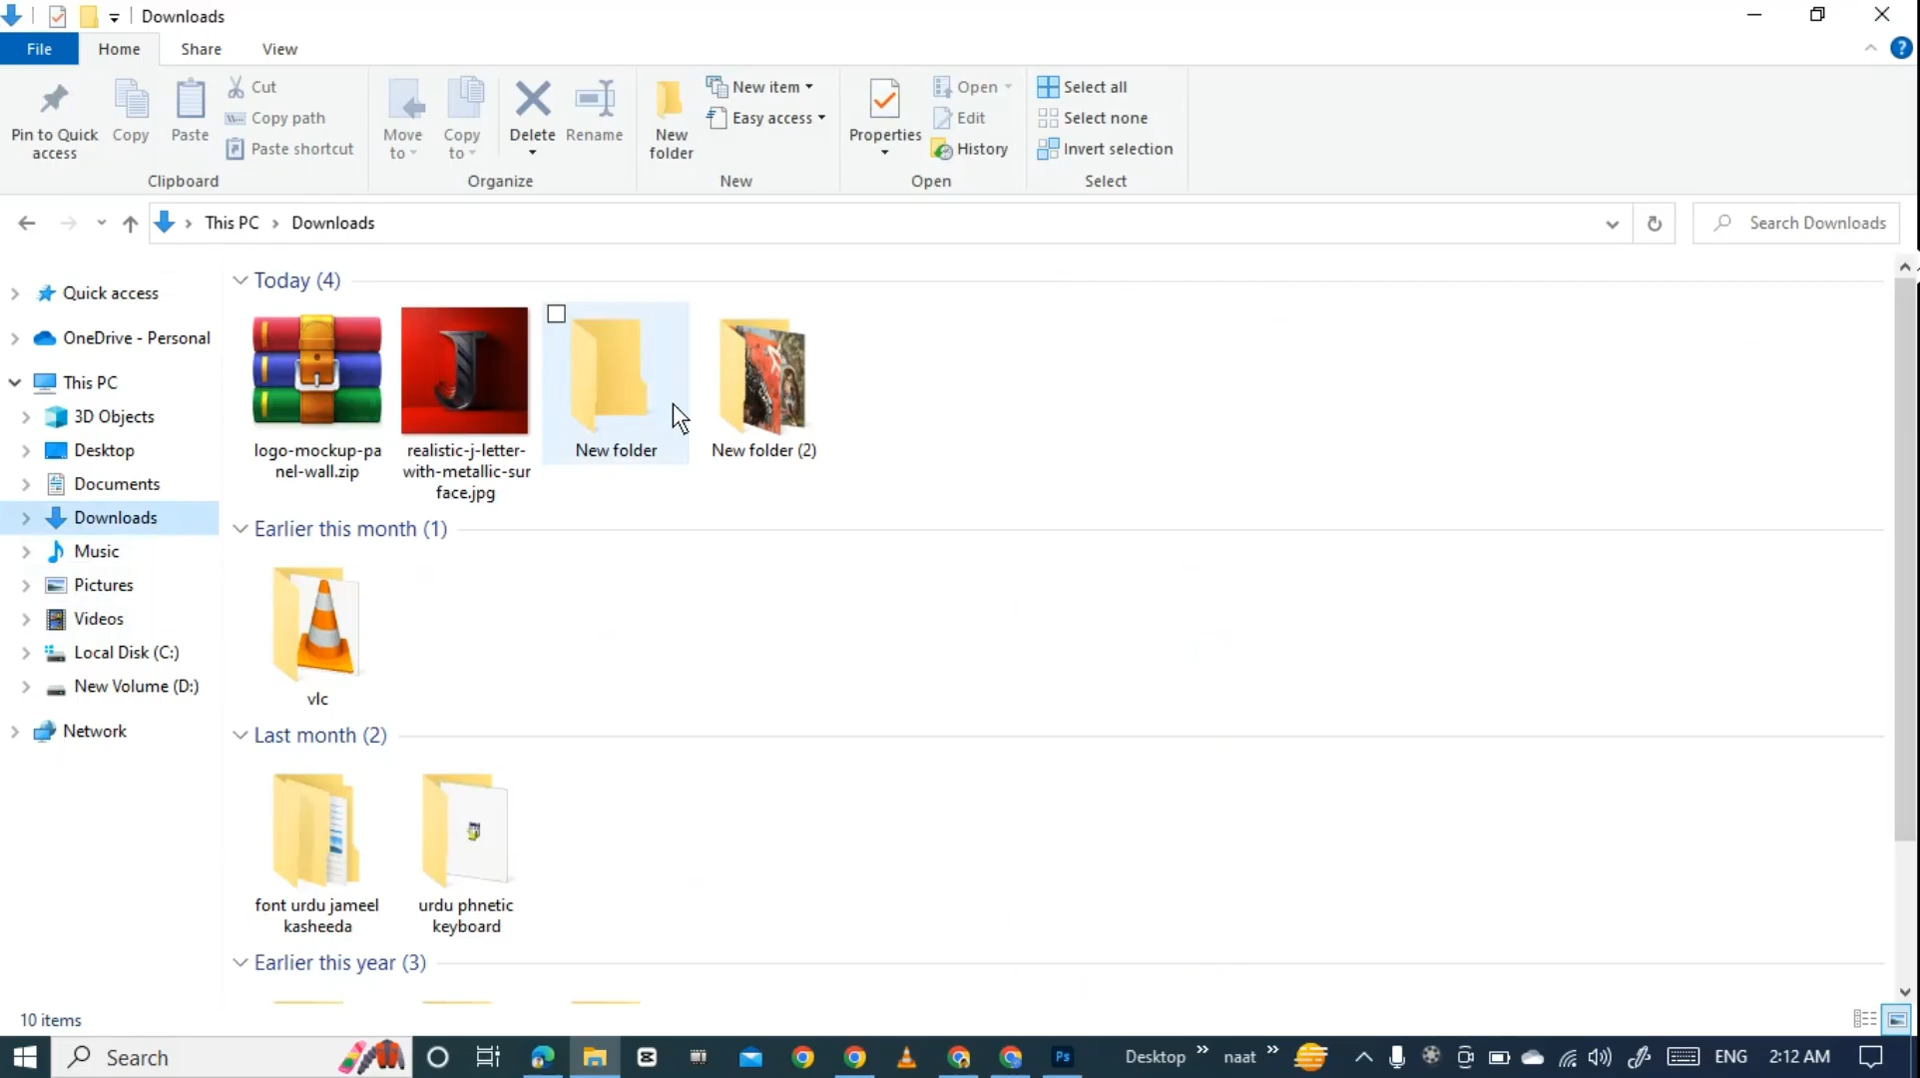 Downloads
File Home Share View
Pin to Quick access
Copy
Paste
Cut
Copy path
Paste shortcut
Clipboard
Move to
Copy to
Delete
Rename
Organize
New folder
New item
Easy access
New
Properties
Open
Edit
History
Open
Select all
Select none
Invert selection
Select
This PC Downloads
Search Downloads
Quick access
OneDrive - Personal
This PC
3D Objects
Desktop
Documents
Downloads
Music
Pictures
Videos
Local Disk (C:)
New Volume (D:)
Network
Today (4)
logo-mockup-pa
nel-wall.zip
realistic-j-letter-
with-metallic-sur
face.jpg
New folder
New folder (2)
Earlier this month (1)
vlc
Last month (2)
font urdu jameel
kasheeda
urdu phnetic
keyboard
Earlier this year (3)
10 items
Search
Ps
Desktop
naat
ENG
2:12 AM